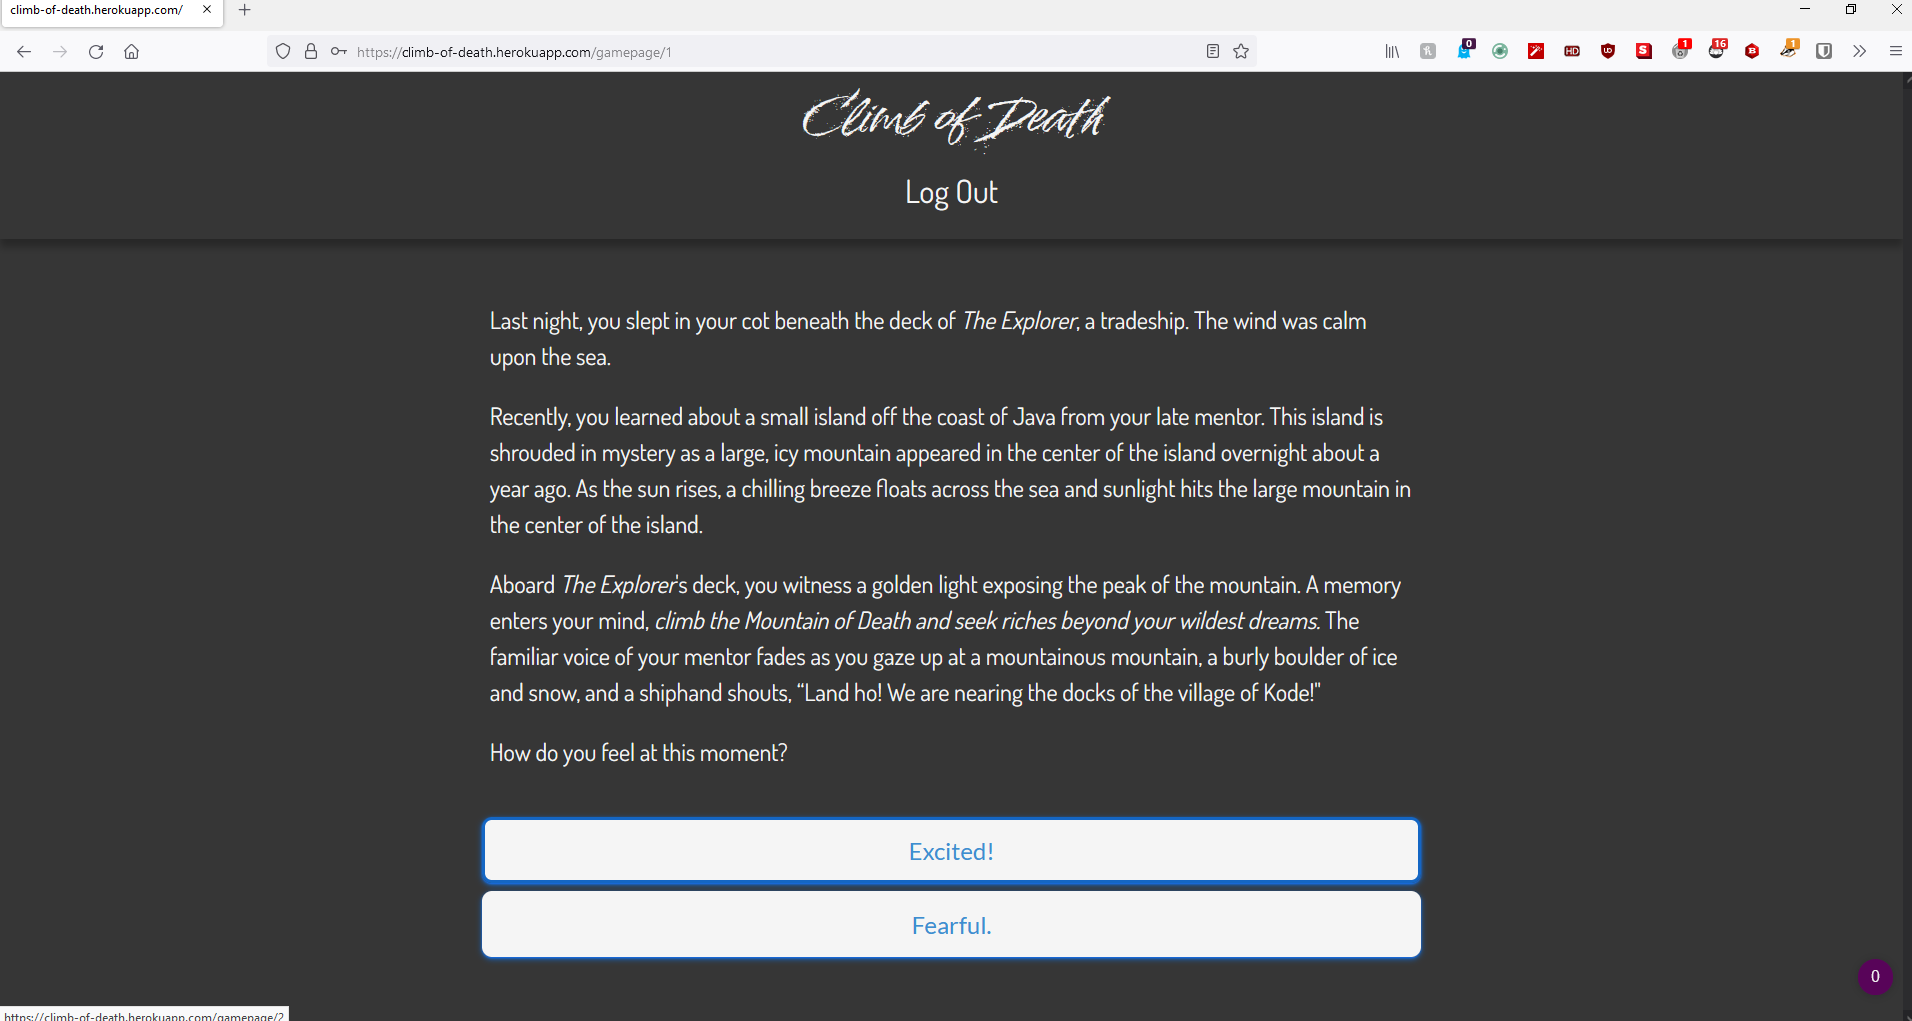 climb-of-death.herokuapp.com/
https://climb-of-death.herokuapp.com/gamepage/1
0
HD
UD
S
1
16
B
1
Climb of Death
Log Out
Last night, you slept in your cot beneath the deck of The Explorer, a tradeship. The wind was calm
upon the sea.
Recently, you learned about a small island off the coast of Java from your late mentor. This island is
shrouded in mystery as a large, icy mountain appeared in the center of the island overnight about a
year ago. As the sun rises, a chilling breeze floats across the sea and sunlight hits the large mountain in
the center of the island.
Aboard The Explorer's deck, you witness a golden light exposing the peak of the mountain. A memory
enters your mind, climb the Mountain of Death and seek riches beyond your wildest dreams. The
familiar voice of your mentor fades as you gaze up at a mountainous mountain, a burly boulder of ice
and snow, and a shiphand shouts, “Land ho! We are nearing the docks of the village of Kode!"
How do you feel at this moment?
Excited!
Fearful.
0
https://climb-of-death.herokuapp.com/gamepage/2